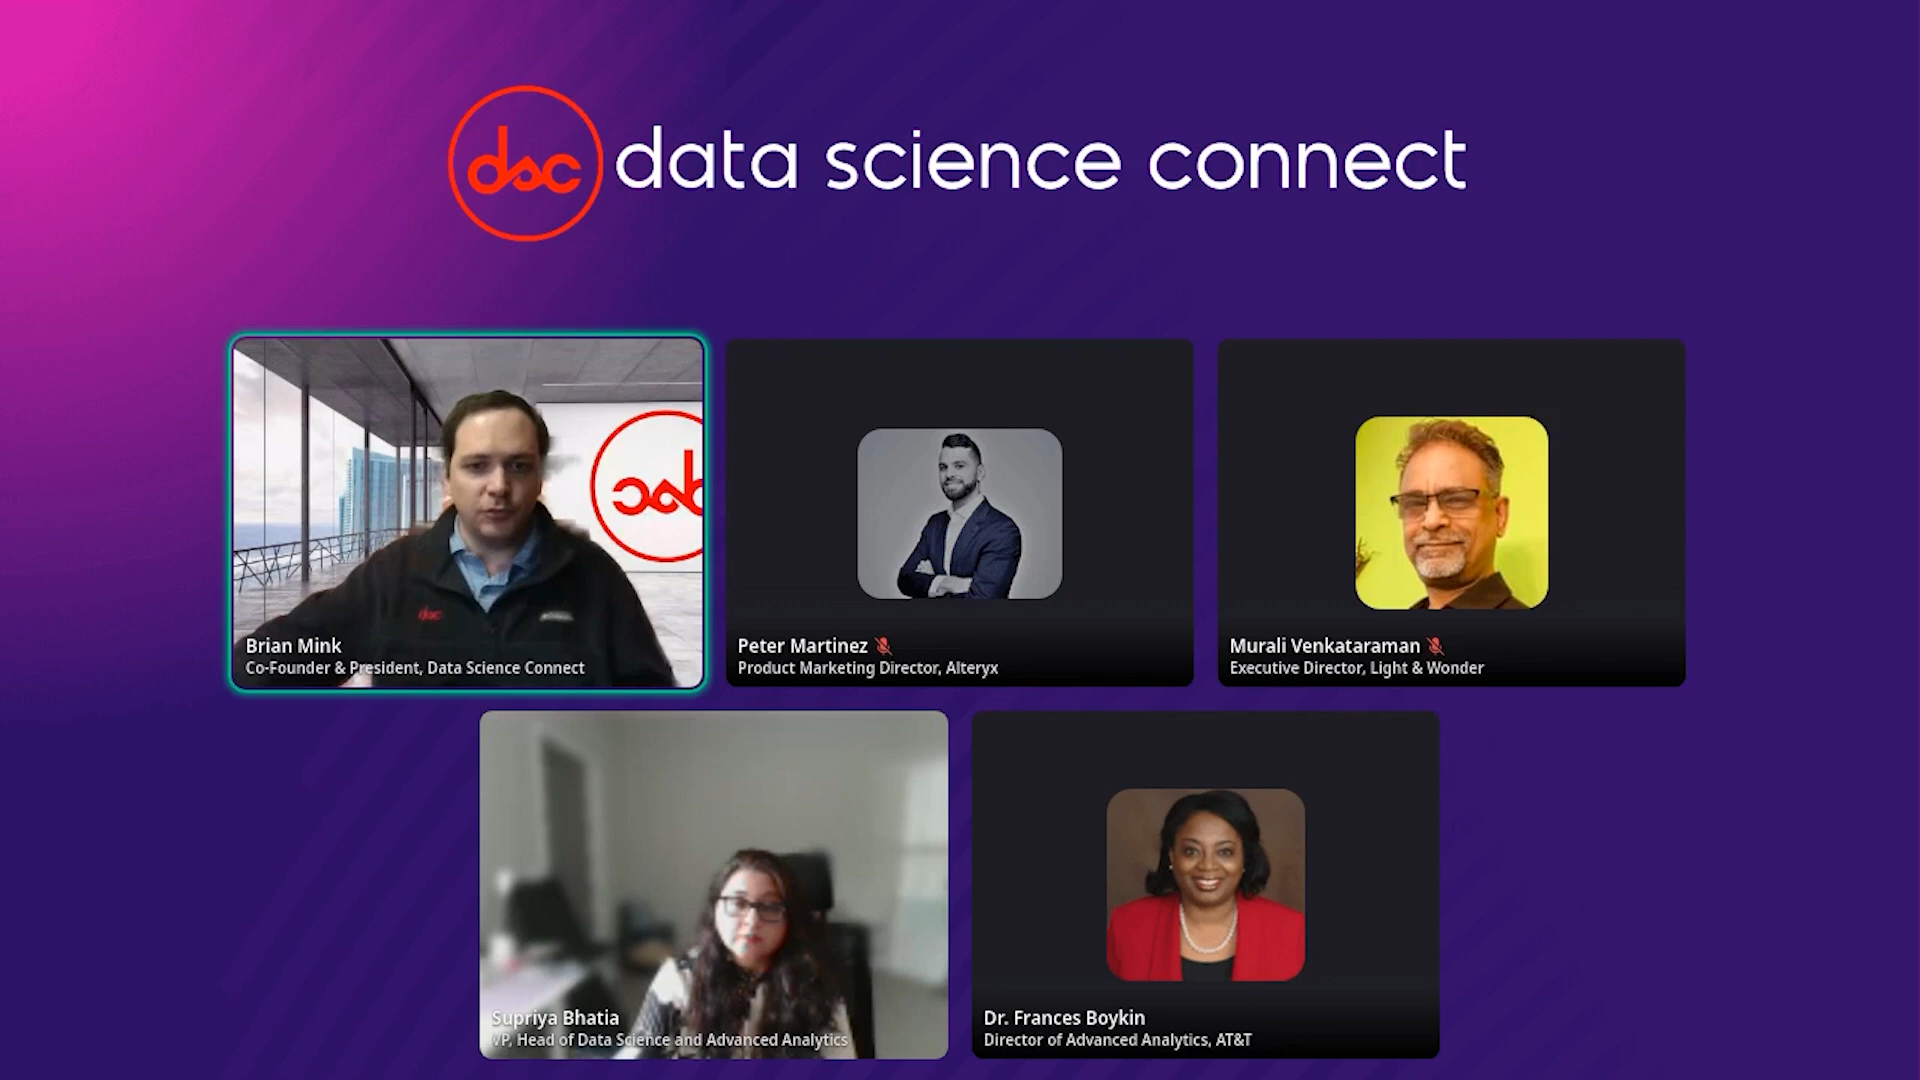 dsc data science connect
dsc
dsc
Brian Mink
Co-Founder & President, Data Science Connect
Peter Martinez
Product Marketing Director, Alteryx
Murali Venkataraman
Executive Director, Light & Wonder
Supriya Bhatia
VP, Head of Data Science and Advanced Analytics
Dr. Frances Boykin
Director of Advanced Analytics, AT&T